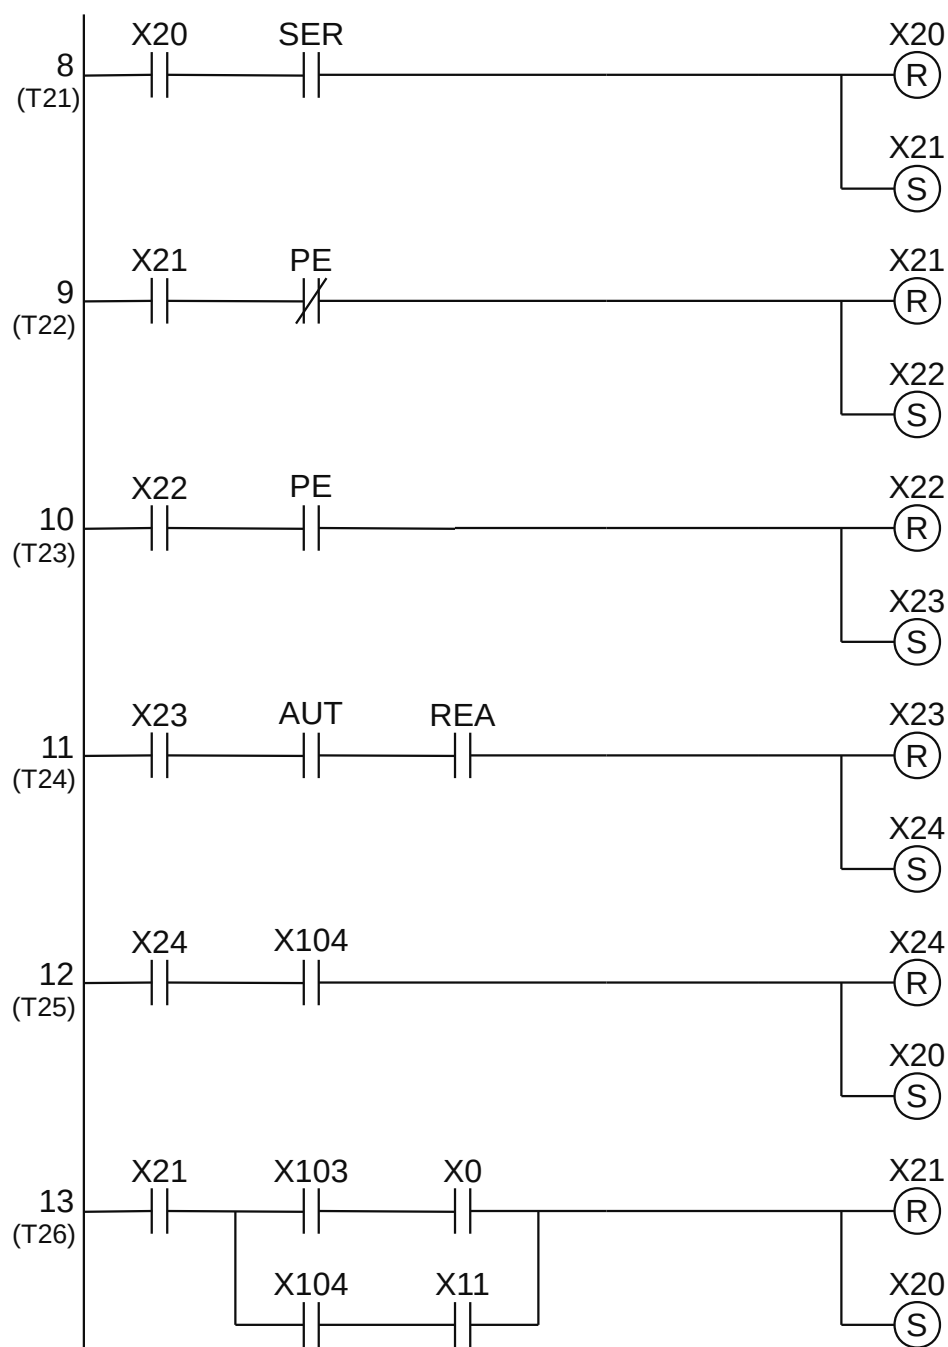 X20 SER X20
8 R
(T21)
X21
S
X21 PE X21
9 R
(T22)
X22
S
X22 PE X22
10 R
(T23)
X23
S
X23 AUT REA X23
11 R
(T24)
X24
S
X24 X104 X24
12 R
(T25)
X20
S
X21 X103 X0 X21
13 R
(T26)
X104 X11 X20
S